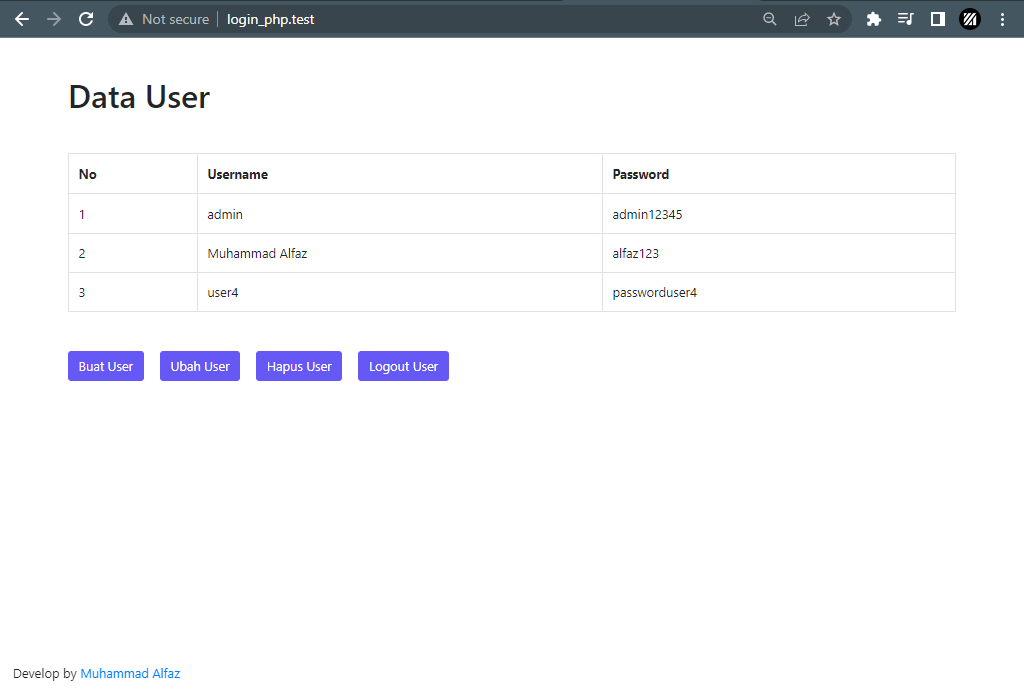 Not secure login_php.test
Data User
No Username Password
1 admin admin12345
2 Muhammad Alfaz alfaz123
3 user4 passworduser4
Buat User Ubah User Hapus User Logout User
Develop by Muhammad Alfaz